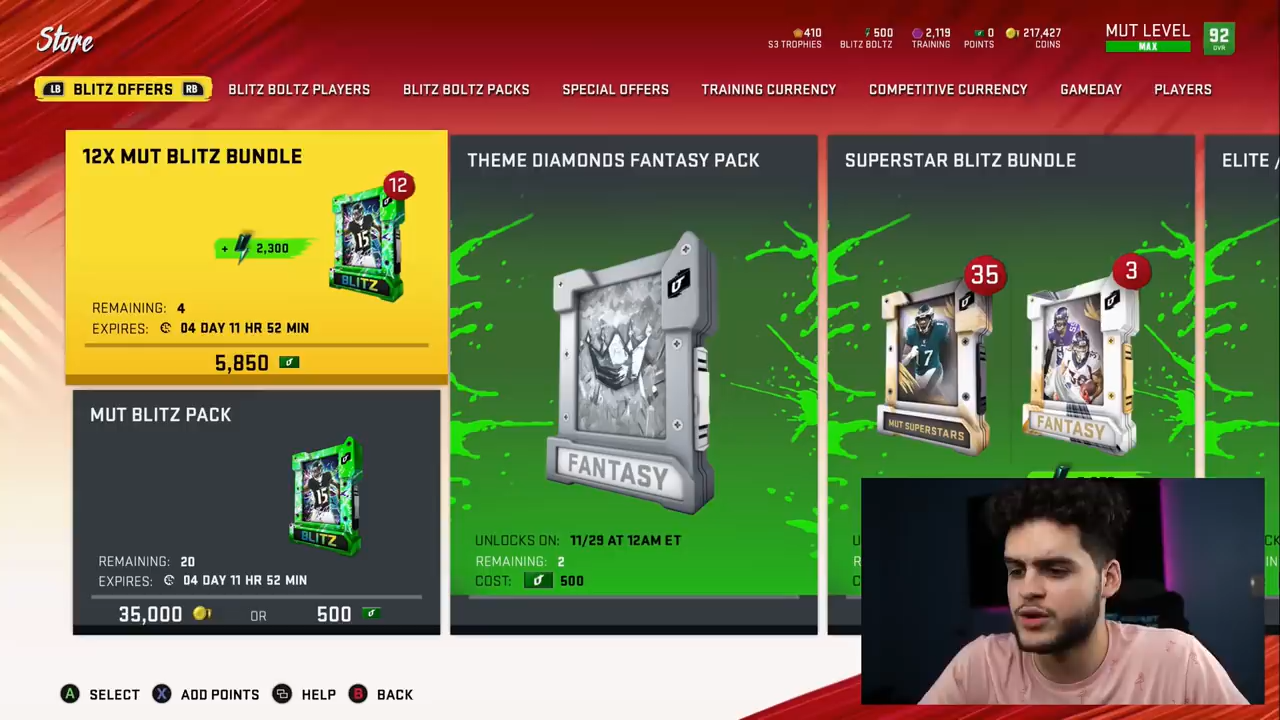 Store
410
S3 TROPHIES
500
BLITZ BOLTZ
2,119
TRAINING
0
POINTS
217,427
COINS
MUT LEVEL
MAX
92
OVR
LB BLITZ OFFERS RB
BLITZ BOLTZ PLAYERS
BLITZ BOLTZ PACKS
SPECIAL OFFERS
TRAINING CURRENCY
COMPETITIVE CURRENCY
GAMEDAY
PLAYERS
12X MUT BLITZ BUNDLE
12
+ 2,300
15
BLITZ
REMAINING: 4
EXPIRES: 04 DAY 11 HR 52 MIN
5,850
MUT BLITZ PACK
15
BLITZ
REMAINING: 20
EXPIRES: 04 DAY 11 HR 52 MIN
35,000 OR 500
THEME DIAMONDS FANTASY PACK
FANTASY
UNLOCKS ON: 11/29 AT 12AM ET
REMAINING: 2
COST: 500
SUPERSTAR BLITZ BUNDLE
35
3
7
MUT SUPERSTARS
FANTASY
ELITE /
A SELECT
X ADD POINTS
HELP
B BACK